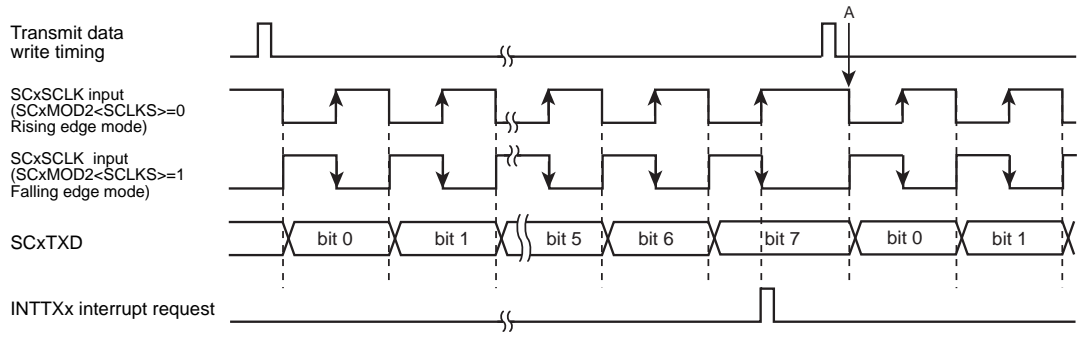 A
Transmit data
write timing
SCxSCLK input
(SCxMOD2<SCLKS>=0
Rising edge mode)
SCxSCLK input
(SCxMOD2<SCLKS>=1
Falling edge mode)
SCxTXD
bit 0
bit 1
bit 5
bit 6
bit 7
bit 0
bit 1
INTTXx interrupt request